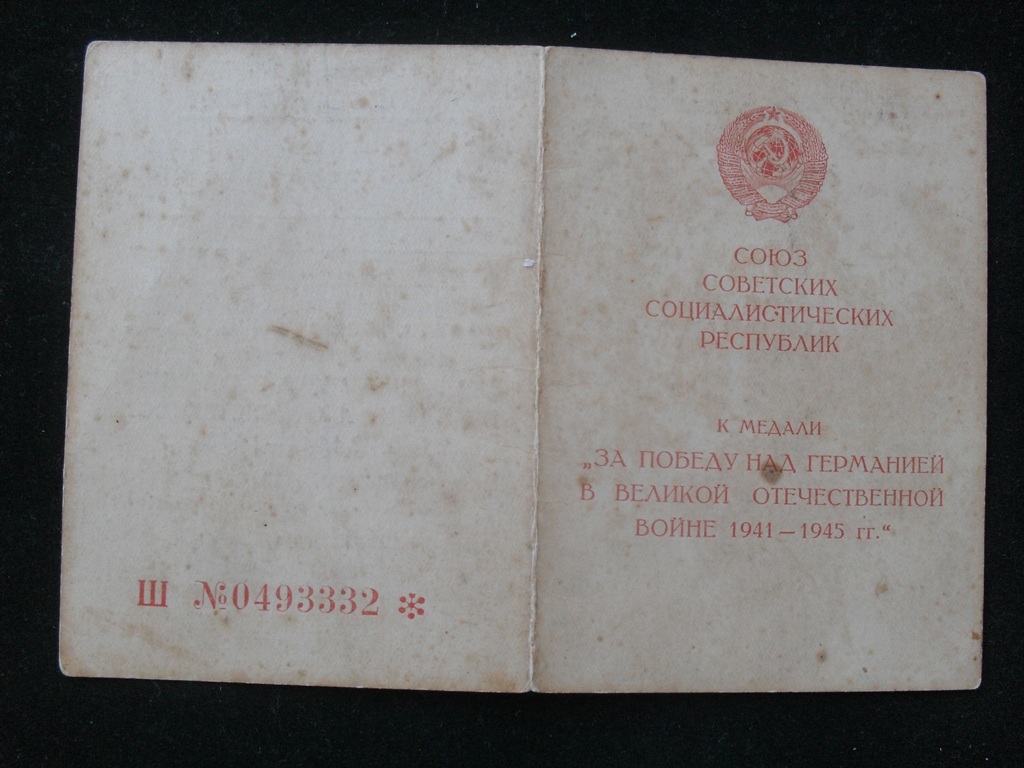 Ш №0493332 *
СОЮЗ
СОВЕТСКИХ
СОЦИАЛИСТИЧЕСКИХ
РЕСПУБЛИК
К МЕДАЛИ
„ЗА ПОБЕДУ НАД ГЕРМАНИЕЙ
В ВЕЛИКОЙ ОТЕЧЕСТВЕННОЙ
ВОЙНЕ 1941—1945 гг.“